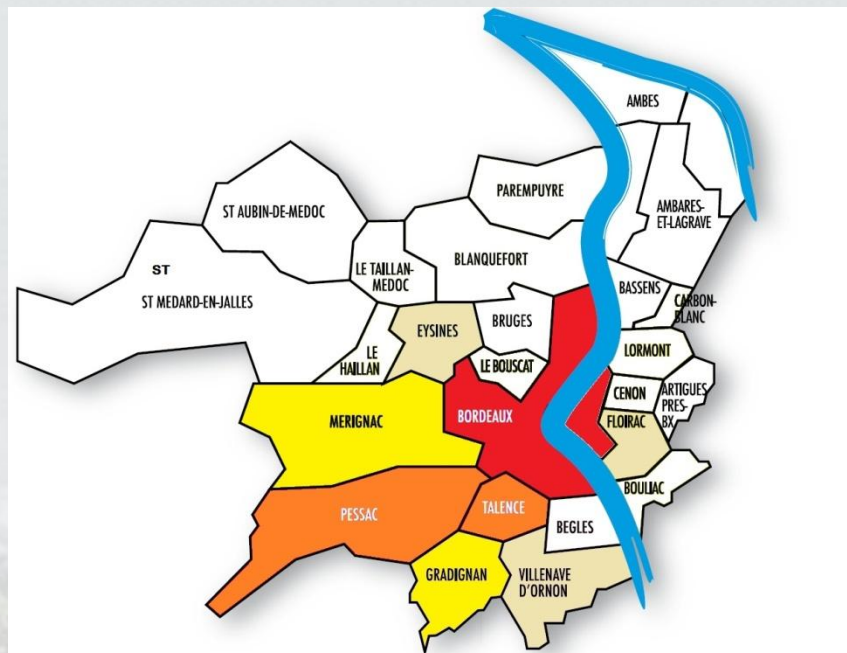 AMBES
PAREMPUYRE
AMBARES-
ET-LAGRAVE
ST AUBIN-DE-MEDOC
BLANQUEFORT
LE TAILLAN-
MEDOC
ST
ST MEDARD-EN-JALLES
BASSENS
CARBON-
BLANC
EYSINES
BRUGES
LE
HAILLAN
LE BOUSCAT
LORMONT
CENON
ARTIGUES
PRES-
BX
MERIGNAC
BORDEAUX
FLOIRAC
BOULIAC
PESSAC
TALENCE
BEGLES
GRADIGNAN
VILLENAVE
D'ORNON